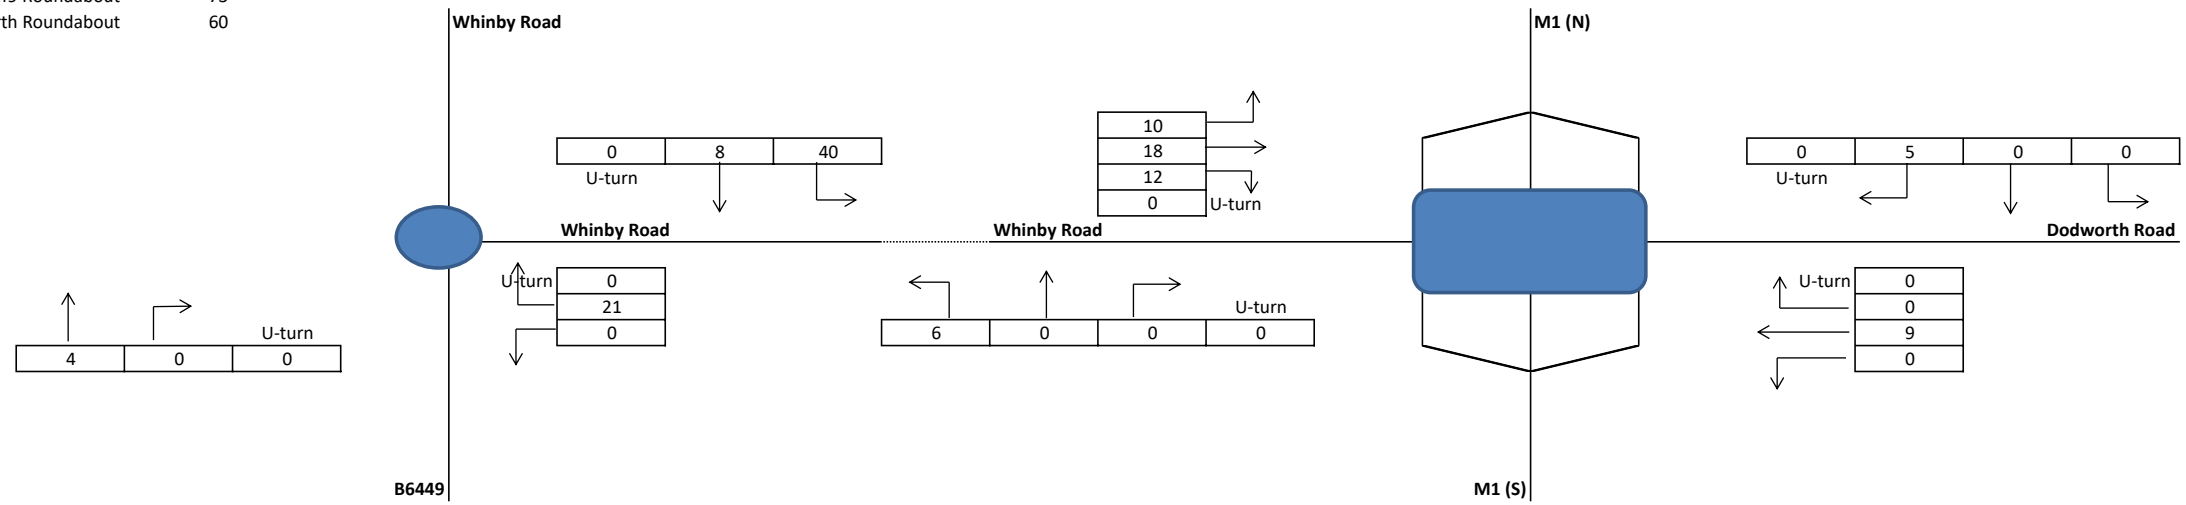 Roundabout
Roundabout 60
Whinby Road
M1 (N)
10
18
12
0 U-turn
0 8 40
U-turn
0 5 0 0
U-turn
Whinby Road
Whinby Road
Dodworth Road
U-turn 0
21
0
U-turn
6 0 0 0
U-turn 0
0
9
0
U-turn
4 0 0
B6449
M1 (S)